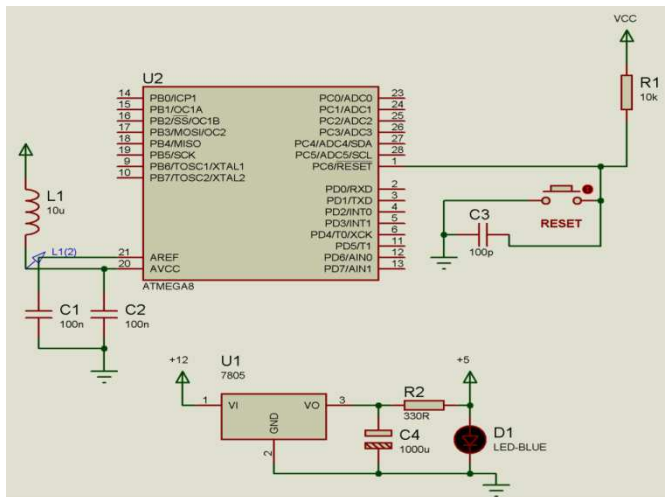 VCC
R1
10k
U2
14 PB0/ICP1 PC0/ADC0 23
15 PB1/OC1A PC1/ADC1 24
16 PB2/SS/OC1B PC2/ADC2 25
17 PB3/MOSI/OC2 PC3/ADC3 26
18 PB4/MISO PC4/ADC4/SDA 27
19 PB5/SCK PC5/ADC5/SCL 28
9 PB6/TOSC1/XTAL1 PC6/RESET 1
10 PB7/TOSC2/XTAL2
PD0/RXD 2
PD1/TXD 3
PD2/INT0 4
PD3/INT1 5
PD4/T0/XCK 6
PD5/T1 11
21 AREF PD6/AIN0 12
20 AVCC PD7/AIN1 13
ATMEGA8
L1
10u
L1(2)
C1
100n
C2
100n
RESET
C3
100p
U1
7805
+12
1 VI VO 3
GND
2
R2
330R
+5
C4
1000u
D1
LED-BLUE